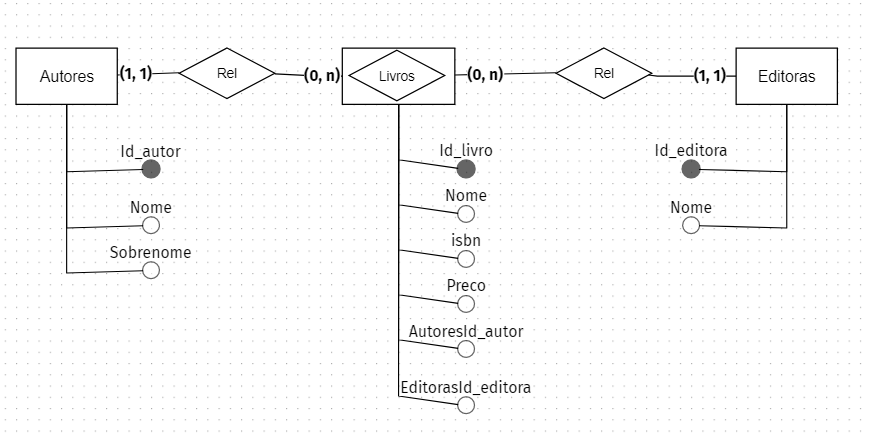 Autores
(1, 1)
Rel
(0, n)
Livros
(0, n)
Rel
(1, 1)
Editoras
Id_autor
Nome
Sobrenome
Id_livro
Nome
isbn
Preco
AutoresId_autor
EditorasId_editora
Id_editora
Nome